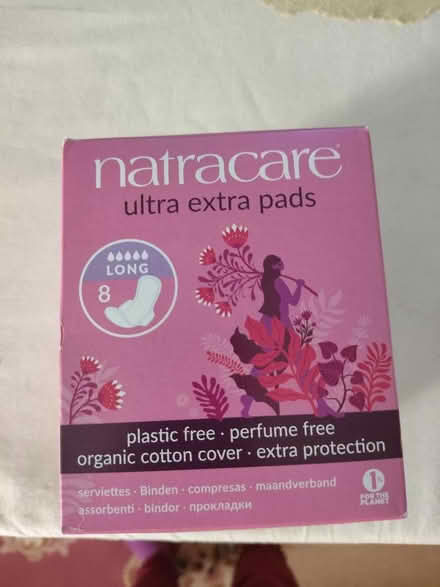 natracare®
ultra extra pads
LONG
8
plastic free · perfume free
organic cotton cover · extra protection
serviettes · Binden · compresas · maandverband
assorbenti · bindor · прокладки
1%
FOR THE
PLANET